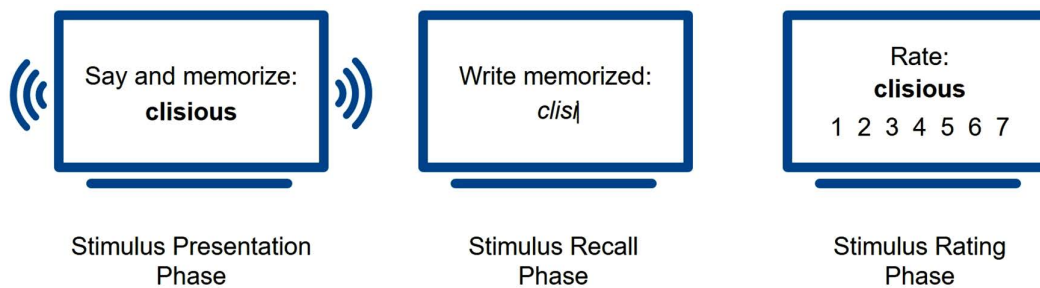 Say and memorize:
clisious
Stimulus Presentation
Phase
Write memorized:
clisi
Stimulus Recall
Phase
Rate:
clisious
1 2 3 4 5 6 7
Stimulus Rating
Phase